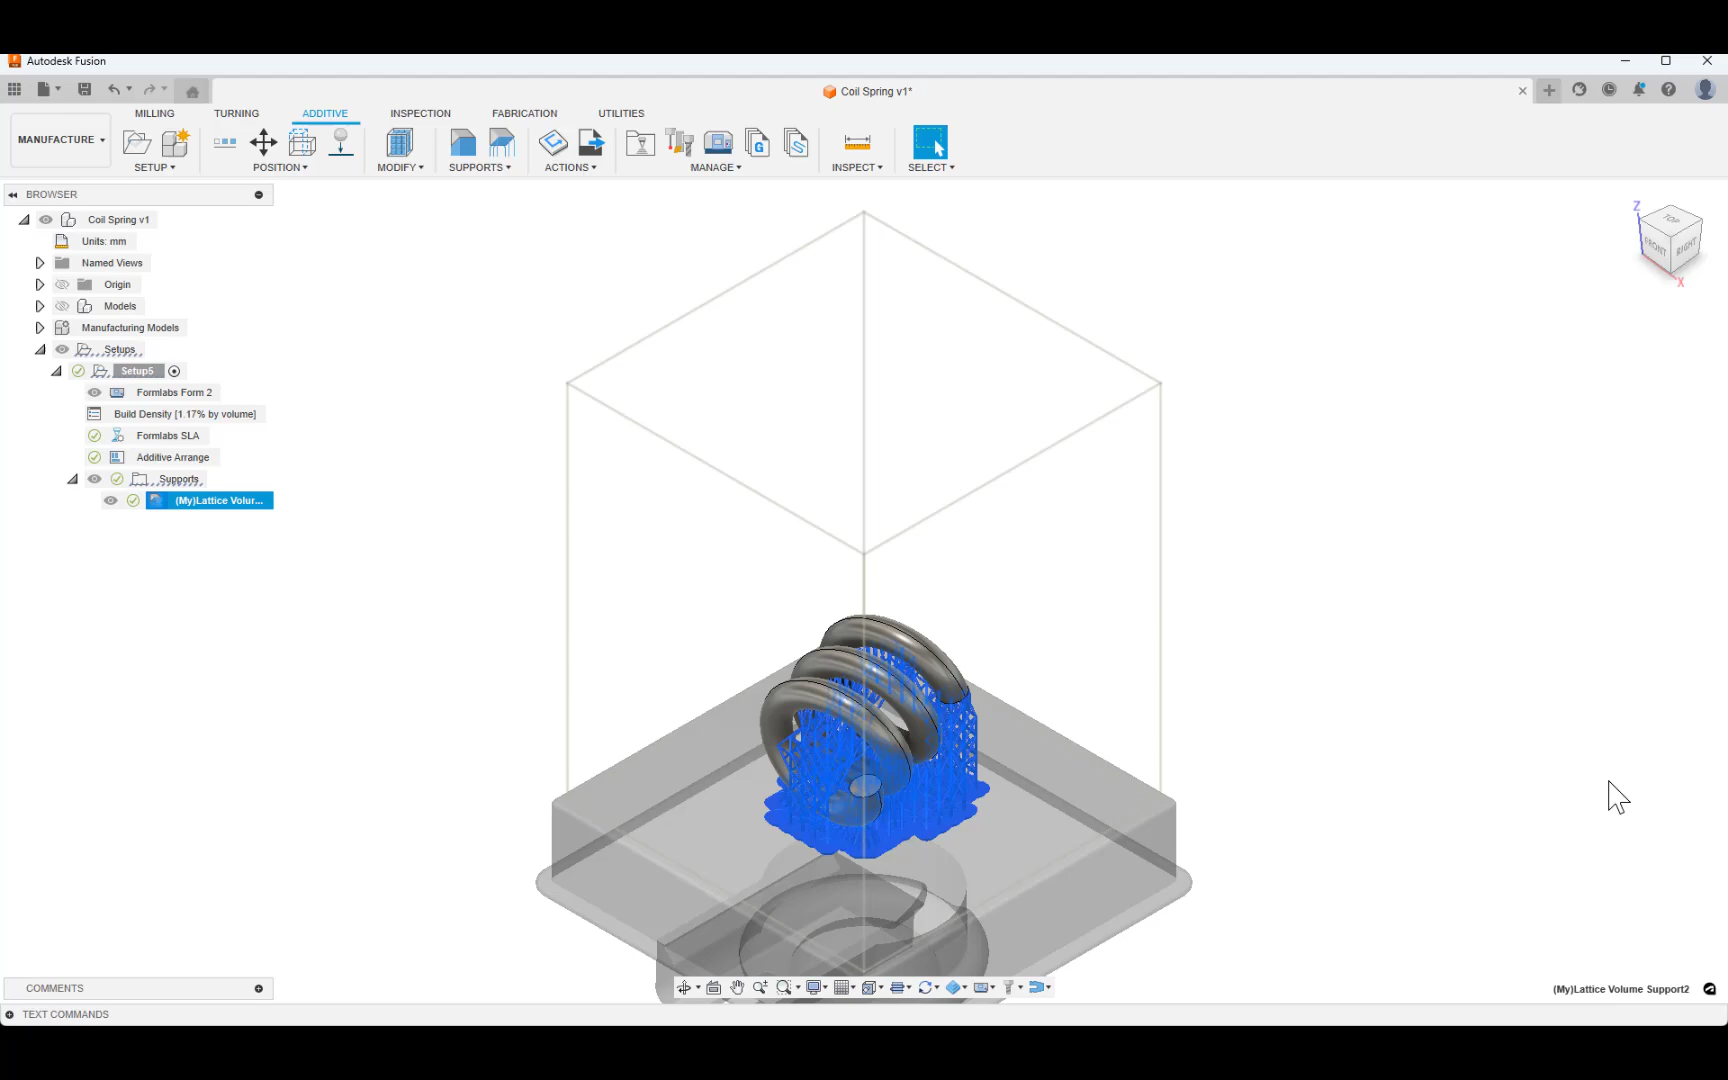 Autodesk Fusion
Coil Spring v1*
MILLING
TURNING
ADDITIVE
INSPECTION
FABRICATION
UTILITIES
MANUFACTURE
G
S
SETUP
POSITION
MODIFY
SUPPORTS
ACTIONS
MANAGE
INSPECT
SELECT
BROWSER
Coil Spring v1
Units: mm
Named Views
Origin
Models
Manufacturing Models
Setups
Setup5
Formlabs Form 2
Build Density [1.17% by volume]
Formlabs SLA
Additive Arrange
Supports
(My)Lattice Volur...
Z
TOP
FRONT
RIGHT
X
COMMENTS
(My)Lattice Volume Support2
TEXT COMMANDS